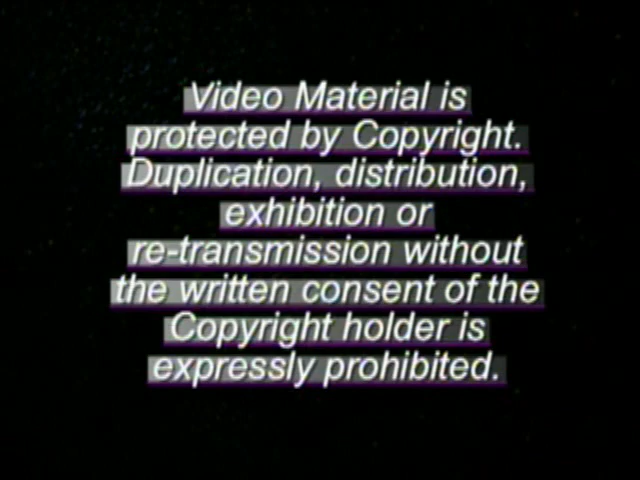 Video Material is
protected by Copyright.
Duplication, distribution,
exhibition or
re-transmission without
the written consent of the
Copyright holder is
expressly prohibited.